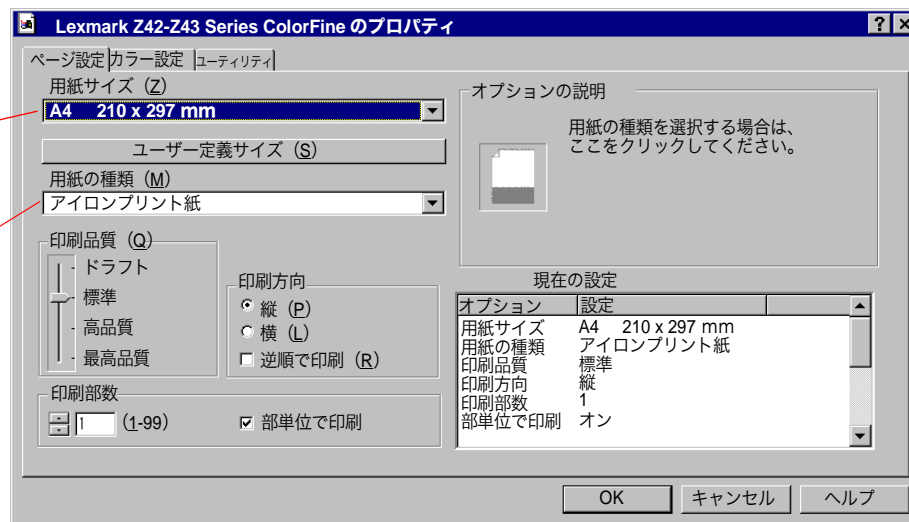 Lexmark Z42-Z43 Series ColorFine のプロパティ
ページ設定 カラー設定 ユーティリティ
用紙サイズ（Z）
A4 210 x 297 mm
ユーザー定義サイズ（S）
用紙の種類（M）
アイロンプリント紙
印刷品質（Q）
ドラフト
標準
高品質
最高品質
印刷方向
縦（P）
横（L）
逆順で印刷（R）
印刷部数
1 （1-99）
部単位で印刷
オプションの説明
用紙の種類を選択する場合は、
ここをクリックしてください。
現在の設定
オプション 設定
用紙サイズ A4 210 x 297 mm
用紙の種類 アイロンプリント紙
印刷品質 標準
印刷方向 縦
印刷部数 1
部単位で印刷 オン
OK キャンセル ヘルプ